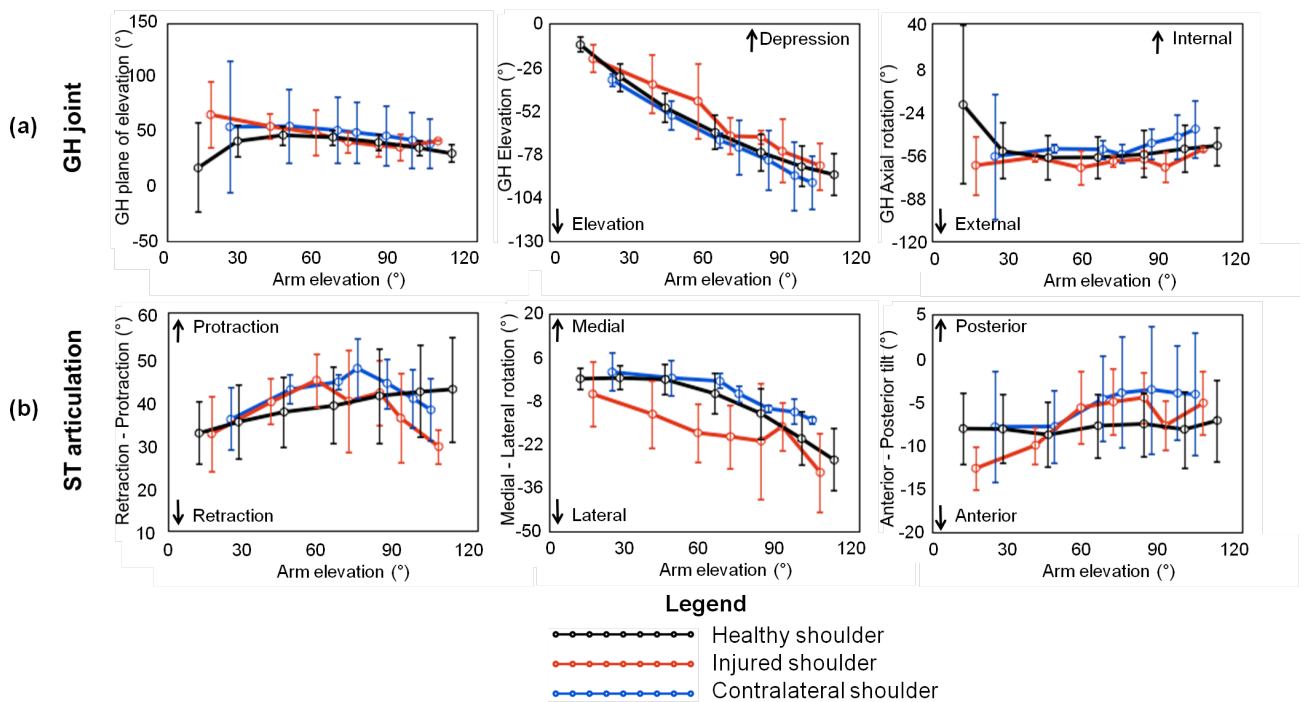 (a)
GH joint
GH plane of elevation (°)
150
100
50
0
-50
0 30 60 90 120
Arm elevation (°)
GH Elevation (°)
0
-26
-52
-78
-104
-130
Depression
Elevation
0 30 60 90 120
Arm elevation (°)
GH Axial rotation (°)
40
8
-24
-56
-88
-120
Internal
External
0 30 60 90 120
Arm elevation (°)
(b)
ST articulation
Retraction - Protraction (°)
60
50
40
30
20
10
Protraction
Retraction
0 30 60 90 120
Arm elevation (°)
Medial - Lateral rotation (°)
20
6
-8
-22
-36
-50
Medial
Lateral
0 30 60 90 120
Arm elevation (°)
Anterior - Posterior tilt (°)
5
0
-5
-10
-15
-20
Posterior
Anterior
0 30 60 90 120
Arm elevation (°)
Legend
Healthy shoulder
Injured shoulder
Contralateral shoulder